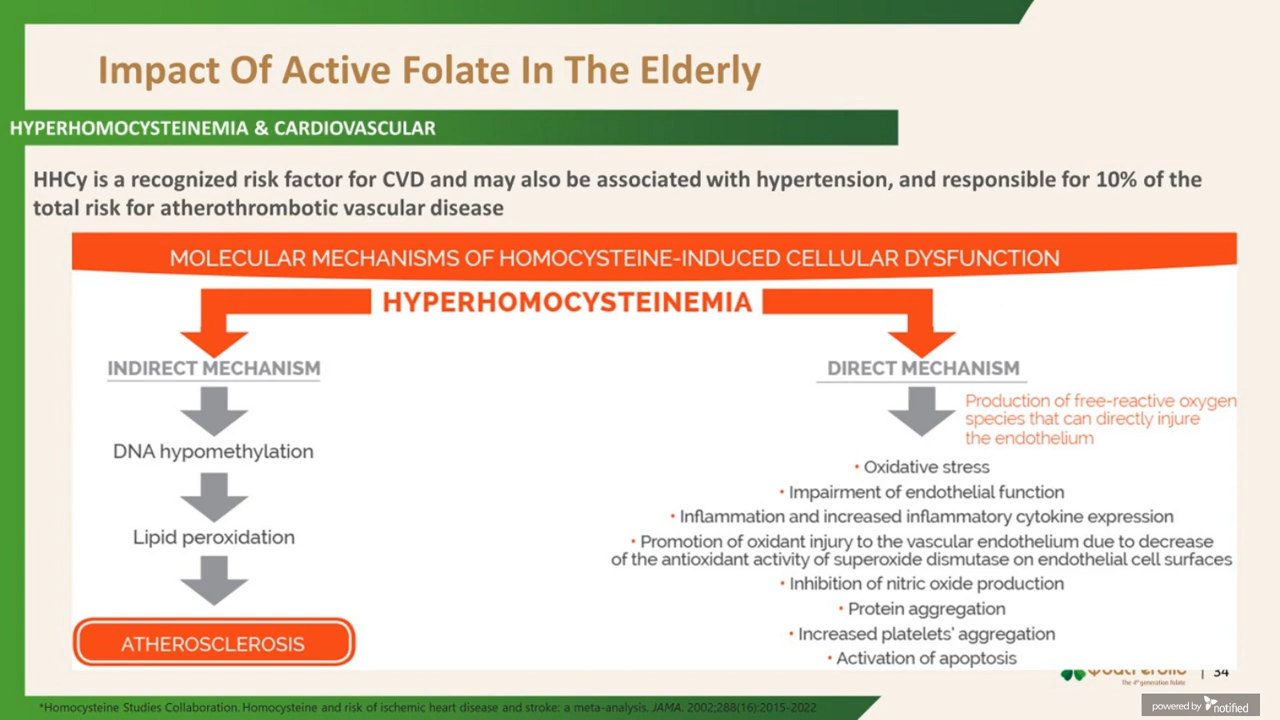 Impact Of Active Folate In The Elderly
HYPERHOMOCYSTEINEMIA & CARDIOVASCULAR
HHCy is a recognized risk factor for CVD and may also be associated with hypertension, and responsible for 10% of the
total risk for atherothrombotic vascular disease
MOLECULAR MECHANISMS OF HOMOCYSTEINE-INDUCED CELLULAR DYSFUNCTION
HYPERHOMOCYSTEINEMIA
INDIRECT MECHANISM
DNA hypomethylation
Lipid peroxidation
ATHEROSCLEROSIS
DIRECT MECHANISM
Production of free-reactive oxygen
species that can directly injure
the endothelium
• Oxidative stress
• Impairment of endothelial function
• Inflammation and increased inflammatory cytokine expression
• Promotion of oxidant injury to the vascular endothelium due to decrease
of the antioxidant activity of superoxide dismutase on endothelial cell surfaces
• Inhibition of nitric oxide production
• Protein aggregation
• Increased platelets' aggregation
• Activation of apoptosis
The 4th generation folate
| 34
*Homocysteine Studies Collaboration. Homocysteine and risk of ischemic heart disease and stroke: a meta-analysis. JAMA. 2002;288(16):2015-2022
powered by notified